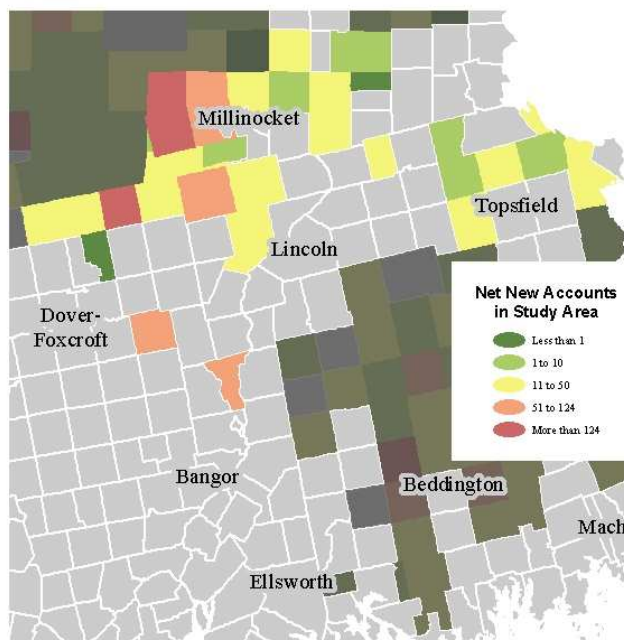 Millinocket
Topsfield
Lincoln
Net New Accounts
in Study Area
Less than 1
1 to 10
11 to 50
51 to 124
More than 124
Dover-
Foxcroft
Bangor
Beddington
Mach
Ellsworth